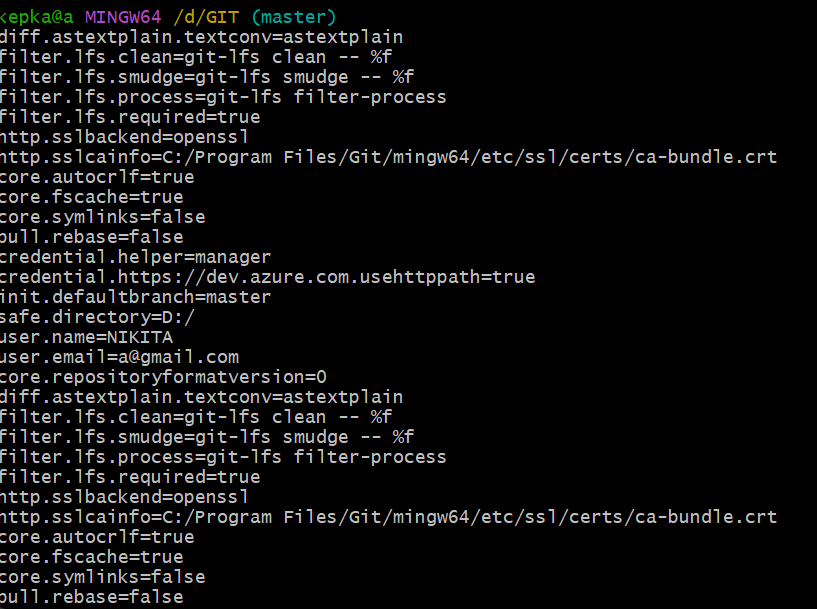 kepka@a MINGW64 /d/GIT (master)
diff.astextplain.textconv=astextplain
filter.lfs.clean=git-lfs clean -- %f
filter.lfs.smudge=git-lfs smudge -- %f
filter.lfs.process=git-lfs filter-process
filter.lfs.required=true
http.sslbackend=openssl
http.sslcainfo=C:/Program Files/Git/mingw64/etc/ssl/certs/ca-bundle.crt
core.autocrlf=true
core.fscache=true
core.symlinks=false
pull.rebase=false
credential.helper=manager
credential.https://dev.azure.com.usehttppath=true
init.defaultbranch=master
safe.directory=D:/
user.name=NIKITA
user.email=a@gmail.com
core.repositoryformatversion=0
diff.astextplain.textconv=astextplain
filter.lfs.clean=git-lfs clean -- %f
filter.lfs.smudge=git-lfs smudge -- %f
filter.lfs.process=git-lfs filter-process
filter.lfs.required=true
http.sslbackend=openssl
http.sslcainfo=C:/Program Files/Git/mingw64/etc/ssl/certs/ca-bundle.crt
core.autocrlf=true
core.fscache=true
core.symlinks=false
pull.rebase=false